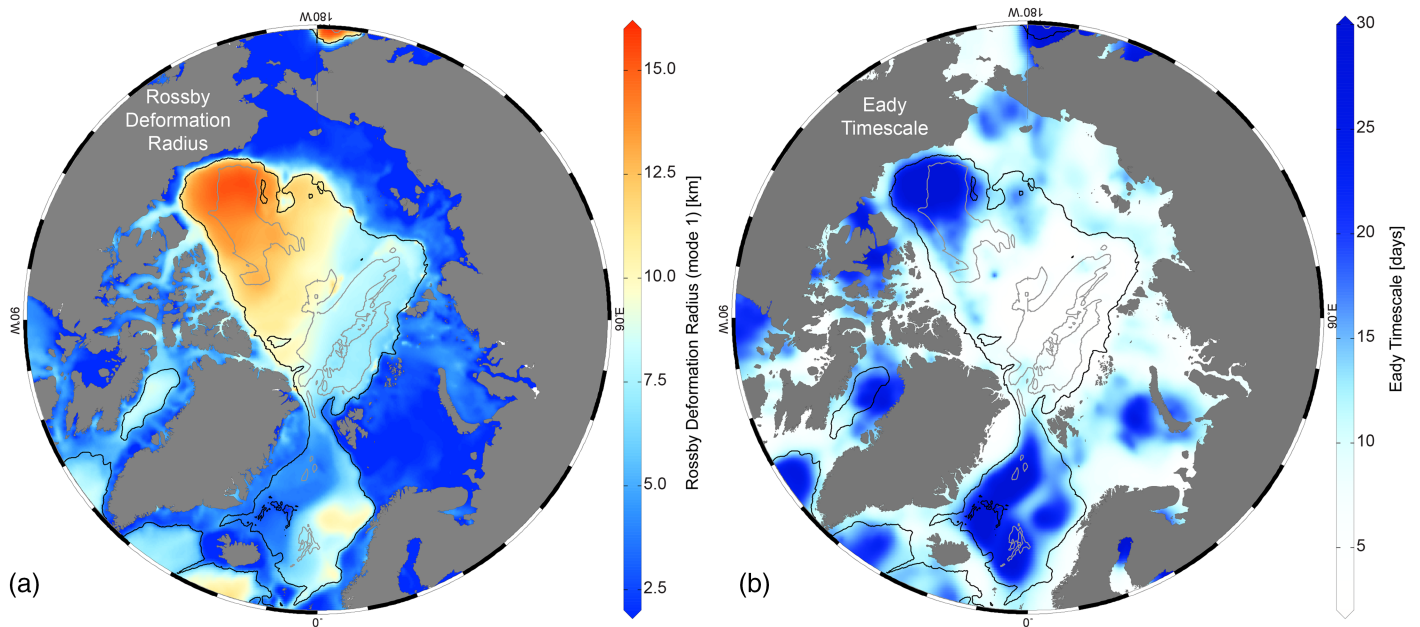 180°W
Rossby
Deformation
Radius
90°W
90°E
0°
(a)
15.0
12.5
10.0
7.5
5.0
2.5
Rossby Deformation Radius (mode 1) [km]
180°W
Eady
Timescale
90°W
90°E
0°
(b)
30
25
20
15
10
5
Eady Timescale [days]